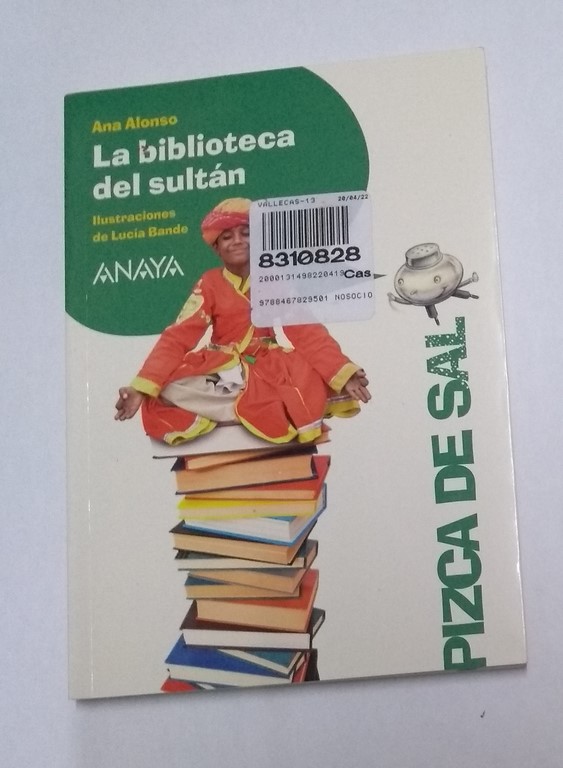 Ana Alonso
La biblioteca
del sultán
Ilustraciones
de Lucía Bande
ANAYA
VALLECAS-13 20/04/22
8310828
2000131498220419 Cas
9788467829501 NOSOCIO
PIZCA DE SAL